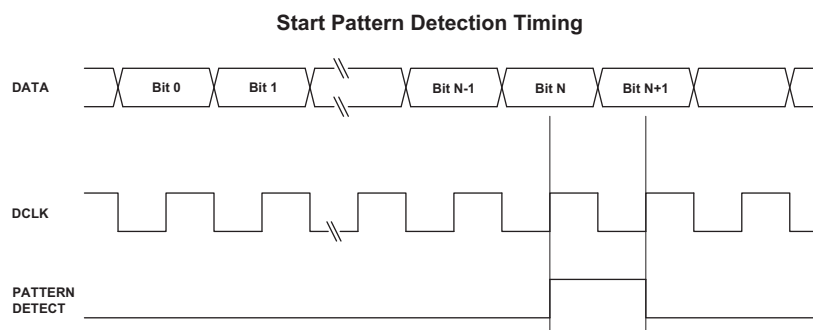 Start Pattern Detection Timing
DATA
Bit 0
Bit 1
Bit N-1
Bit N
Bit N+1
DCLK
PATTERN
DETECT